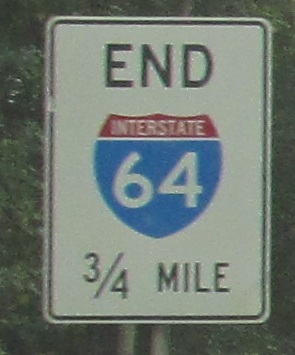 END
INTERSTATE
64
3/4 MILE